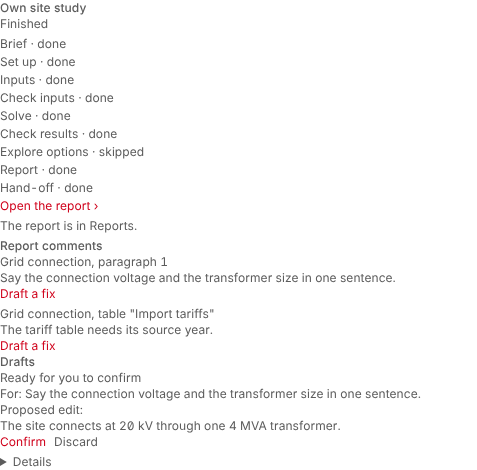 Own site study
Finished
Brief · done
Set up · done
Inputs · done
Check inputs · done
Solve · done
Check results · done
Explore options · skipped
Report · done
Hand-off · done
Open the report ›
The report is in Reports.
Report comments
Grid connection, paragraph 1
Say the connection voltage and the transformer size in one sentence.
Draft a fix
Grid connection, table "Import tariffs"
The tariff table needs its source year.
Draft a fix
Drafts
Ready for you to confirm
For: Say the connection voltage and the transformer size in one sentence.
Proposed edit:
The site connects at 20 kV through one 4 MVA transformer.
Confirm Discard
▶ Details